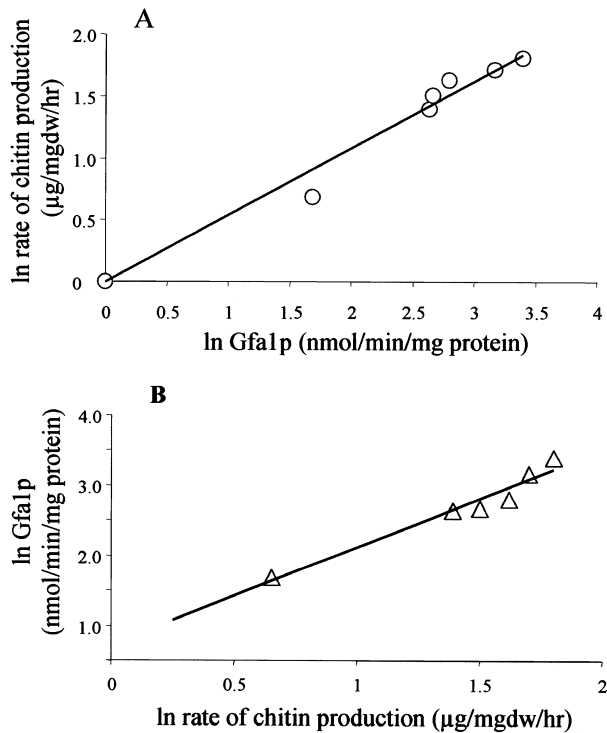 A
ln rate of chitin production
(µg/mgdw/hr)
2.0
1.5
1.0
0.5
0
0 0.5 1 1.5 2 2.5 3 3.5 4
ln Gfa1p (nmol/min/mg protein)
B
ln Gfa1p
(nmol/min/mg protein)
4.0
3.0
2.0
1.0
0 0.5 1 1.5 2
ln rate of chitin production (µg/mgdw/hr)